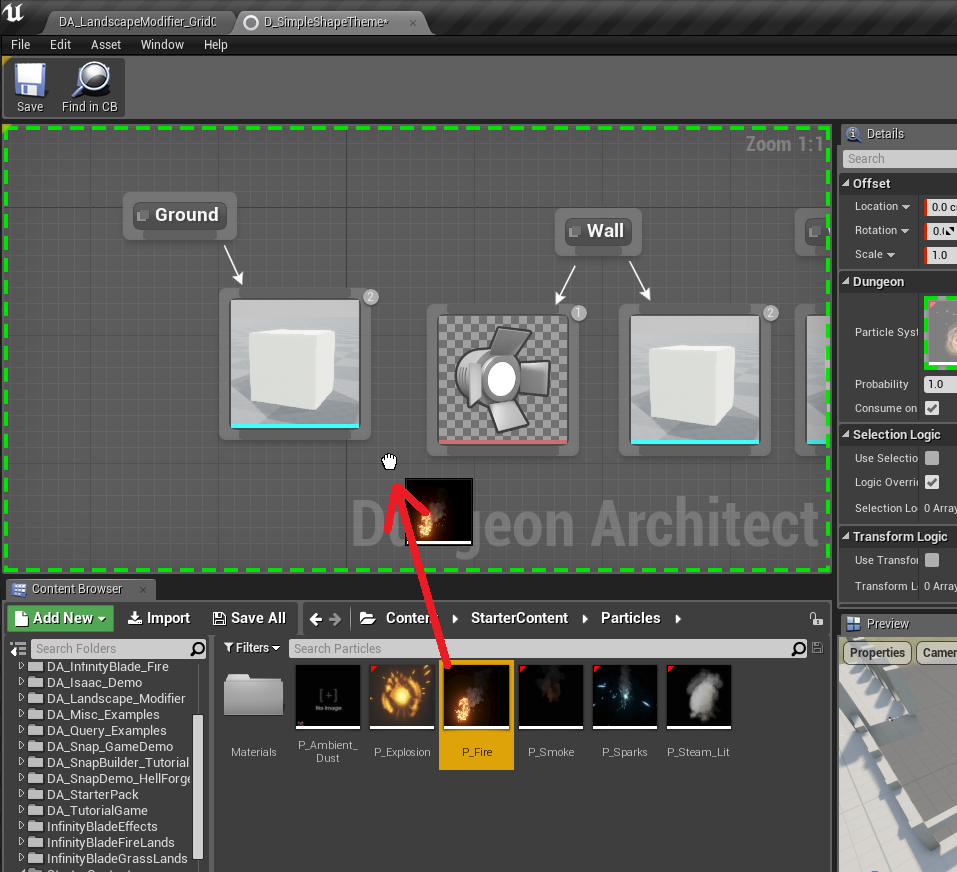 DA_LandscapeModifier_Grid
D_SimpleShapeTheme*
File Edit Asset Window Help
Save
Find in CB
Zoom 1:1
Ground
Wall
2
1
2
Dungeon Architect
Details
Search
Offset
Location
0.0 c
Rotation
0.
Scale
1.0
Dungeon
Particle Syst
Probability
1.0
Consume on
Selection Logic
Use Selectio
Logic Overri
Selection Lo
0 Array
Transform Logic
Use Transfor
Transform L
0 Array
Content Browser
Add New
Import
Save All
Content
StarterContent
Particles
Search Folders
Filters
Search Particles
DA_InfinityBlade_Fire
DA_Isaac_Demo
DA_Landscape_Modifier
DA_Misc_Examples
DA_Query_Examples
DA_Snap_GameDemo
DA_SnapBuilder_Tutorial
DA_SnapDemo_HellForge
DA_StarterPack
DA_TutorialGame
InfinityBladeEffects
InfinityBladeFireLands
InfinityBladeGrassLands
[+]
No Image
Materials
P_Ambient_
Dust
P_Explosion
P_Fire
P_Smoke
P_Sparks
P_Steam_Lit
Preview
Properties
Camer